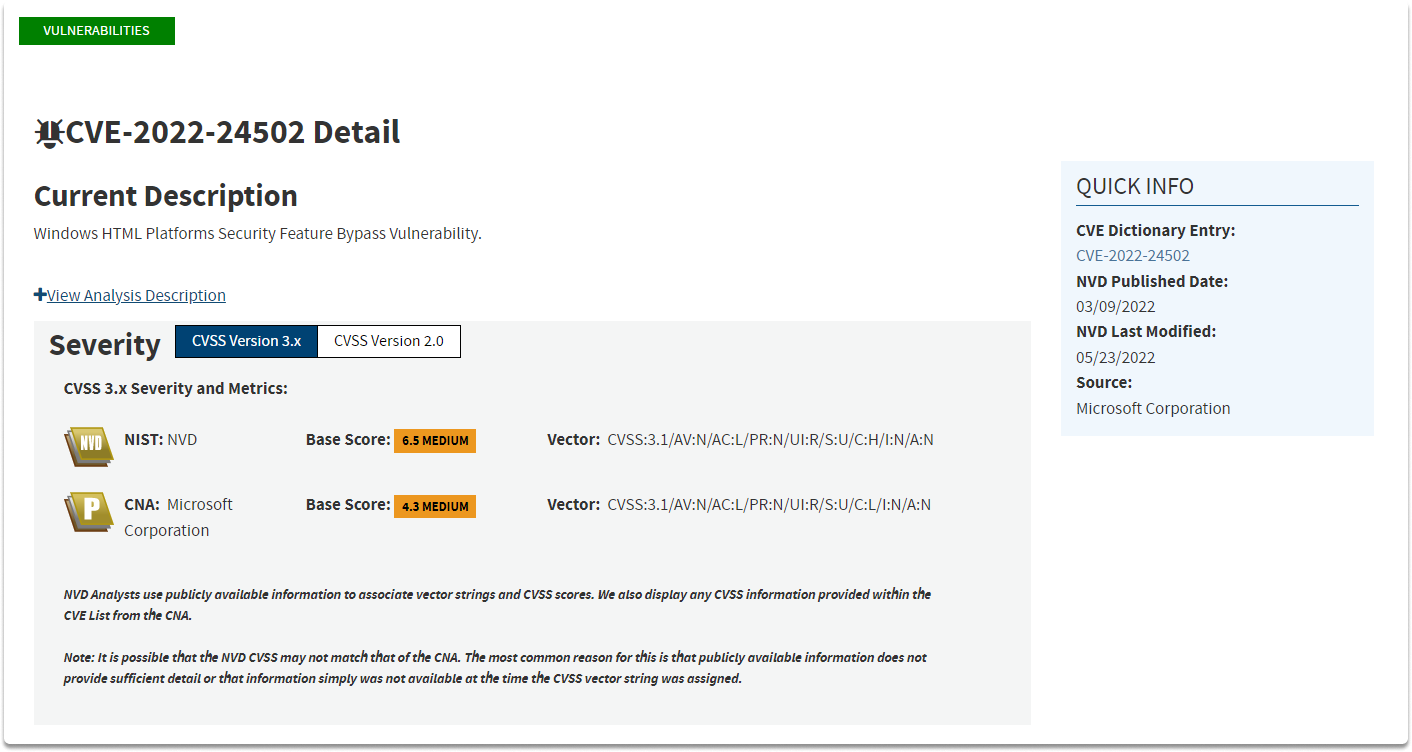 VULNERABILITIES
CVE-2022-24502 Detail
Current Description
Windows HTML Platforms Security Feature Bypass Vulnerability.
View Analysis Description
Severity CVSS Version 3.x CVSS Version 2.0
CVSS 3.x Severity and Metrics:
NVD NIST: NVD Base Score: 6.5 MEDIUM Vector: CVSS:3.1/AV:N/AC:L/PR:N/UI:R/S:U/C:H/I:N/A:N
P CNA: Microsoft Base Score: 4.3 MEDIUM Vector: CVSS:3.1/AV:N/AC:L/PR:N/UI:R/S:U/C:L/I:N/A:N
Corporation
NVD Analysts use publicly available information to associate vector strings and CVSS scores. We also display any CVSS information provided within the
CVE List from the CNA.
Note: It is possible that the NVD CVSS may not match that of the CNA. The most common reason for this is that publicly available information does not
provide sufficient detail or that information simply was not available at the time the CVSS vector string was assigned.
QUICK INFO
CVE Dictionary Entry:
CVE-2022-24502
NVD Published Date:
03/09/2022
NVD Last Modified:
05/23/2022
Source:
Microsoft Corporation